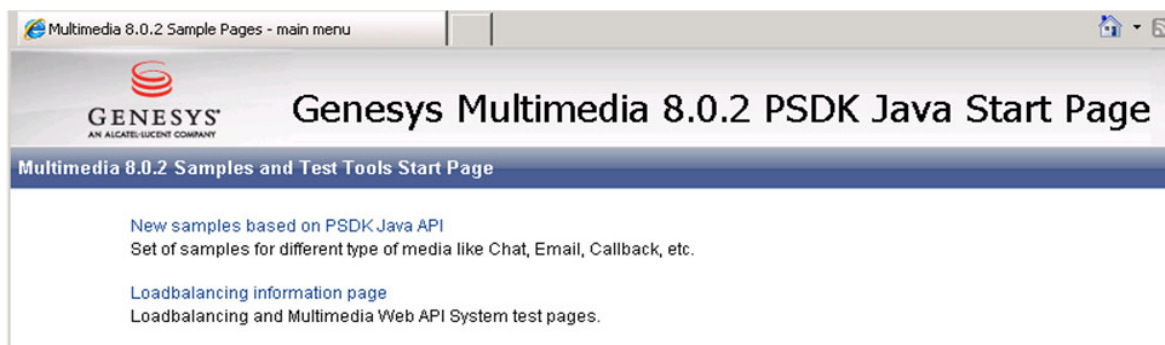 Multimedia 8.0.2 Sample Pages - main menu
GENESYS
AN ALCATEL-LUCENT COMPANY
Genesys Multimedia 8.0.2 PSDK Java Start Page
Multimedia 8.0.2 Samples and Test Tools Start Page
New samples based on PSDK Java API
Set of samples for different type of media like Chat, Email, Callback, etc.
Loadbalancing information page
Loadbalancing and Multimedia Web API System test pages.